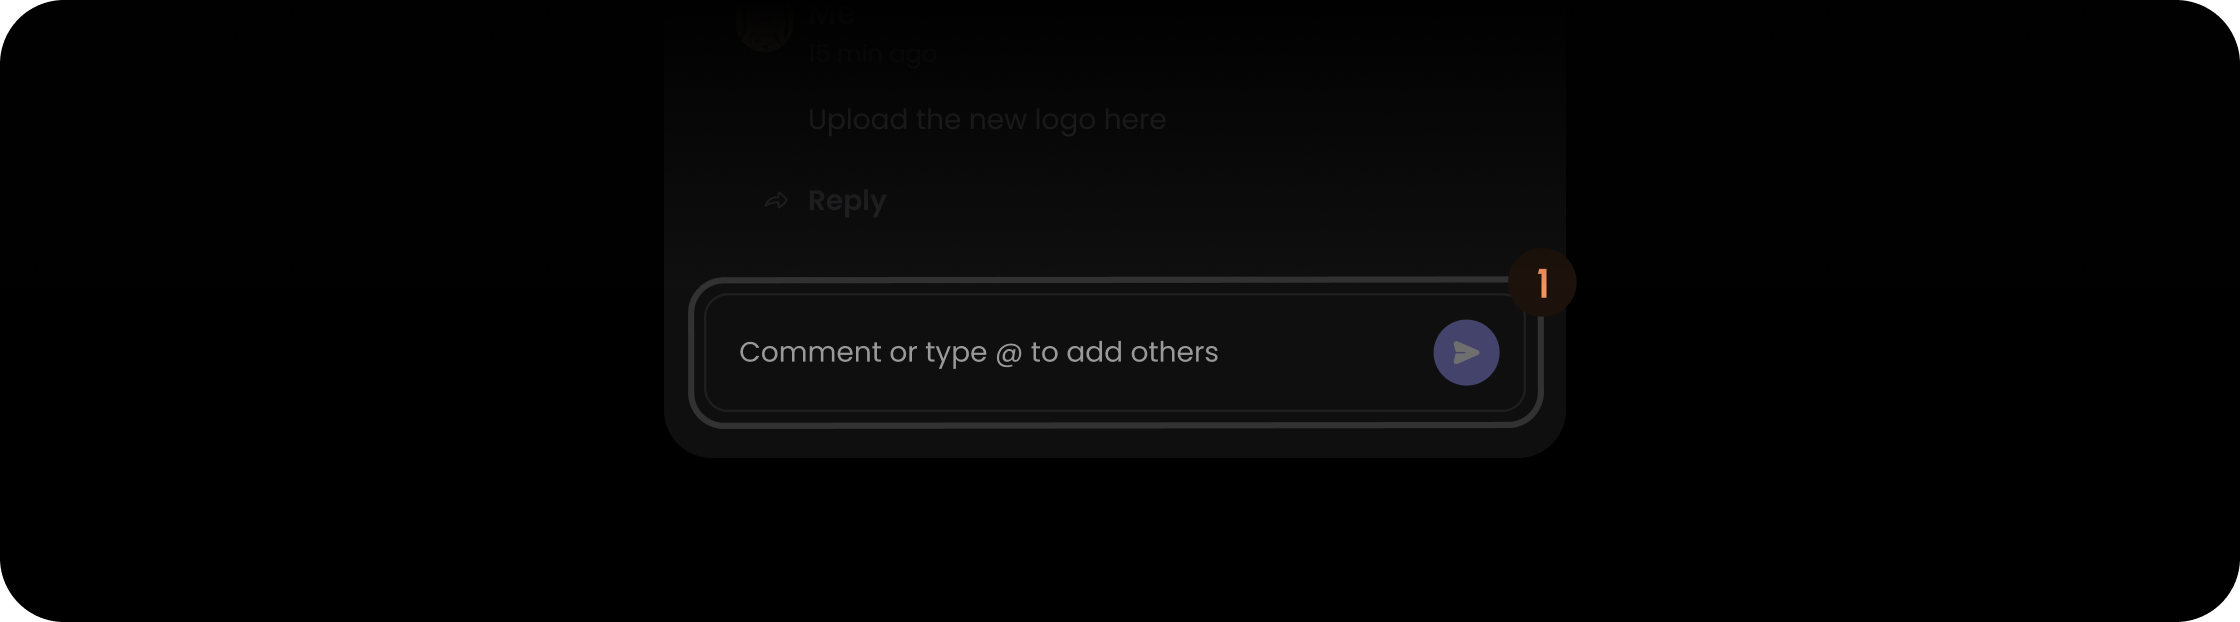 Me
15 min ago
Upload the new logo here
Reply
1
Comment or type @ to add others